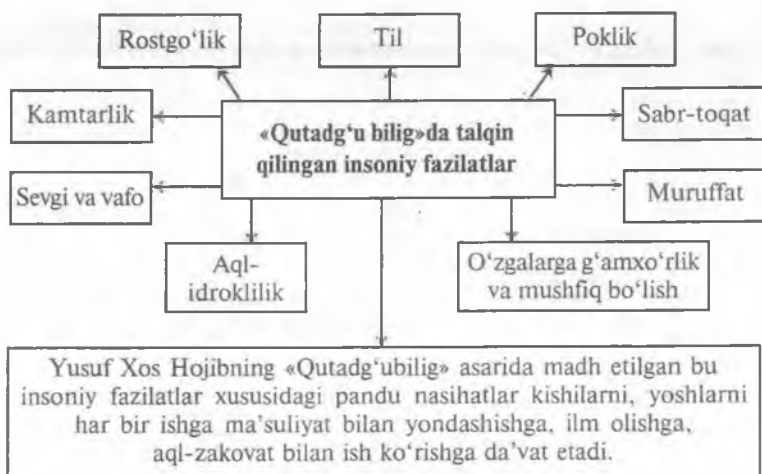 Rostgo‘lik
Til
Poklik
Kamtarlik
«Qutadg‘u bilig»da talqin
qilingan insoniy fazilatlar
Sabr-toqat
Sevgi va vafo
Muruffat
Aql-
idroklilik
O‘zgalarga g‘amxo‘rlik
va mushfiq bo‘lish
Yusuf Xos Hojibning «Qutadg‘ubilig» asarida madh etilgan bu
insoniy fazilatlar xususidagi pandu nasihatlar kishilarni, yoshlarni
har bir ishga ma’suliyat bilan yondashishga, ilm olishga,
aql-zakovat bilan ish ko‘rishga da’vat etadi.